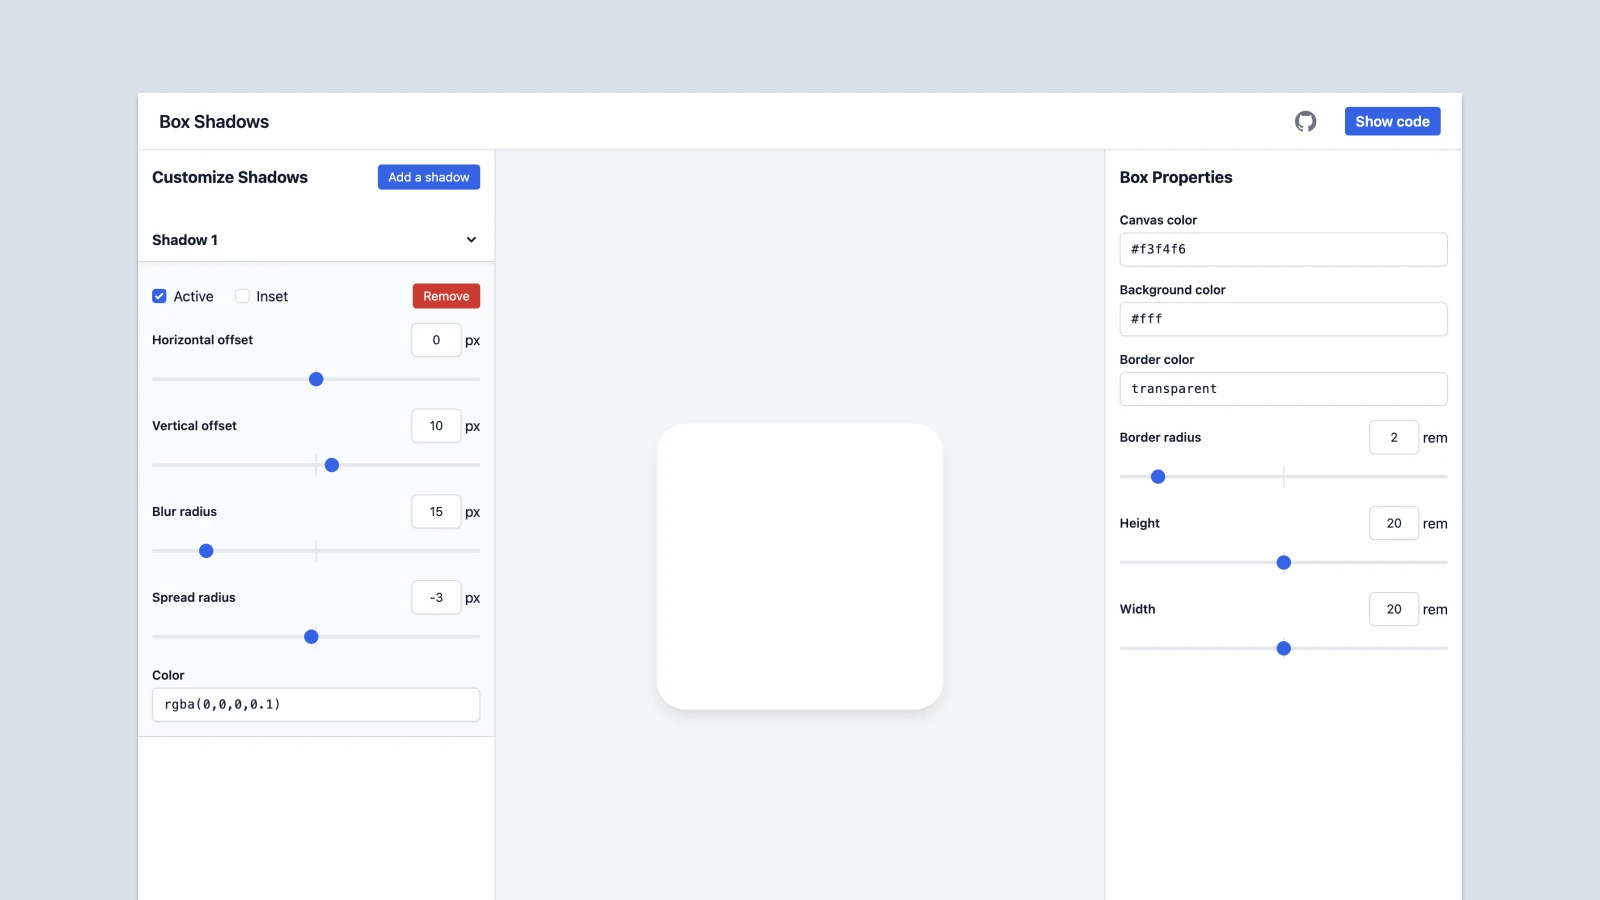 Box Shadows
Show code
Customize Shadows
Add a shadow
Shadow 1
Active
Inset
Remove
Horizontal offset
0 px
Vertical offset
10 px
Blur radius
15 px
Spread radius
-3 px
Color
rgba(0,0,0,0.1)
Box Properties
Canvas color
#f3f4f6
Background color
#fff
Border color
transparent
Border radius
2 rem
Height
20 rem
Width
20 rem